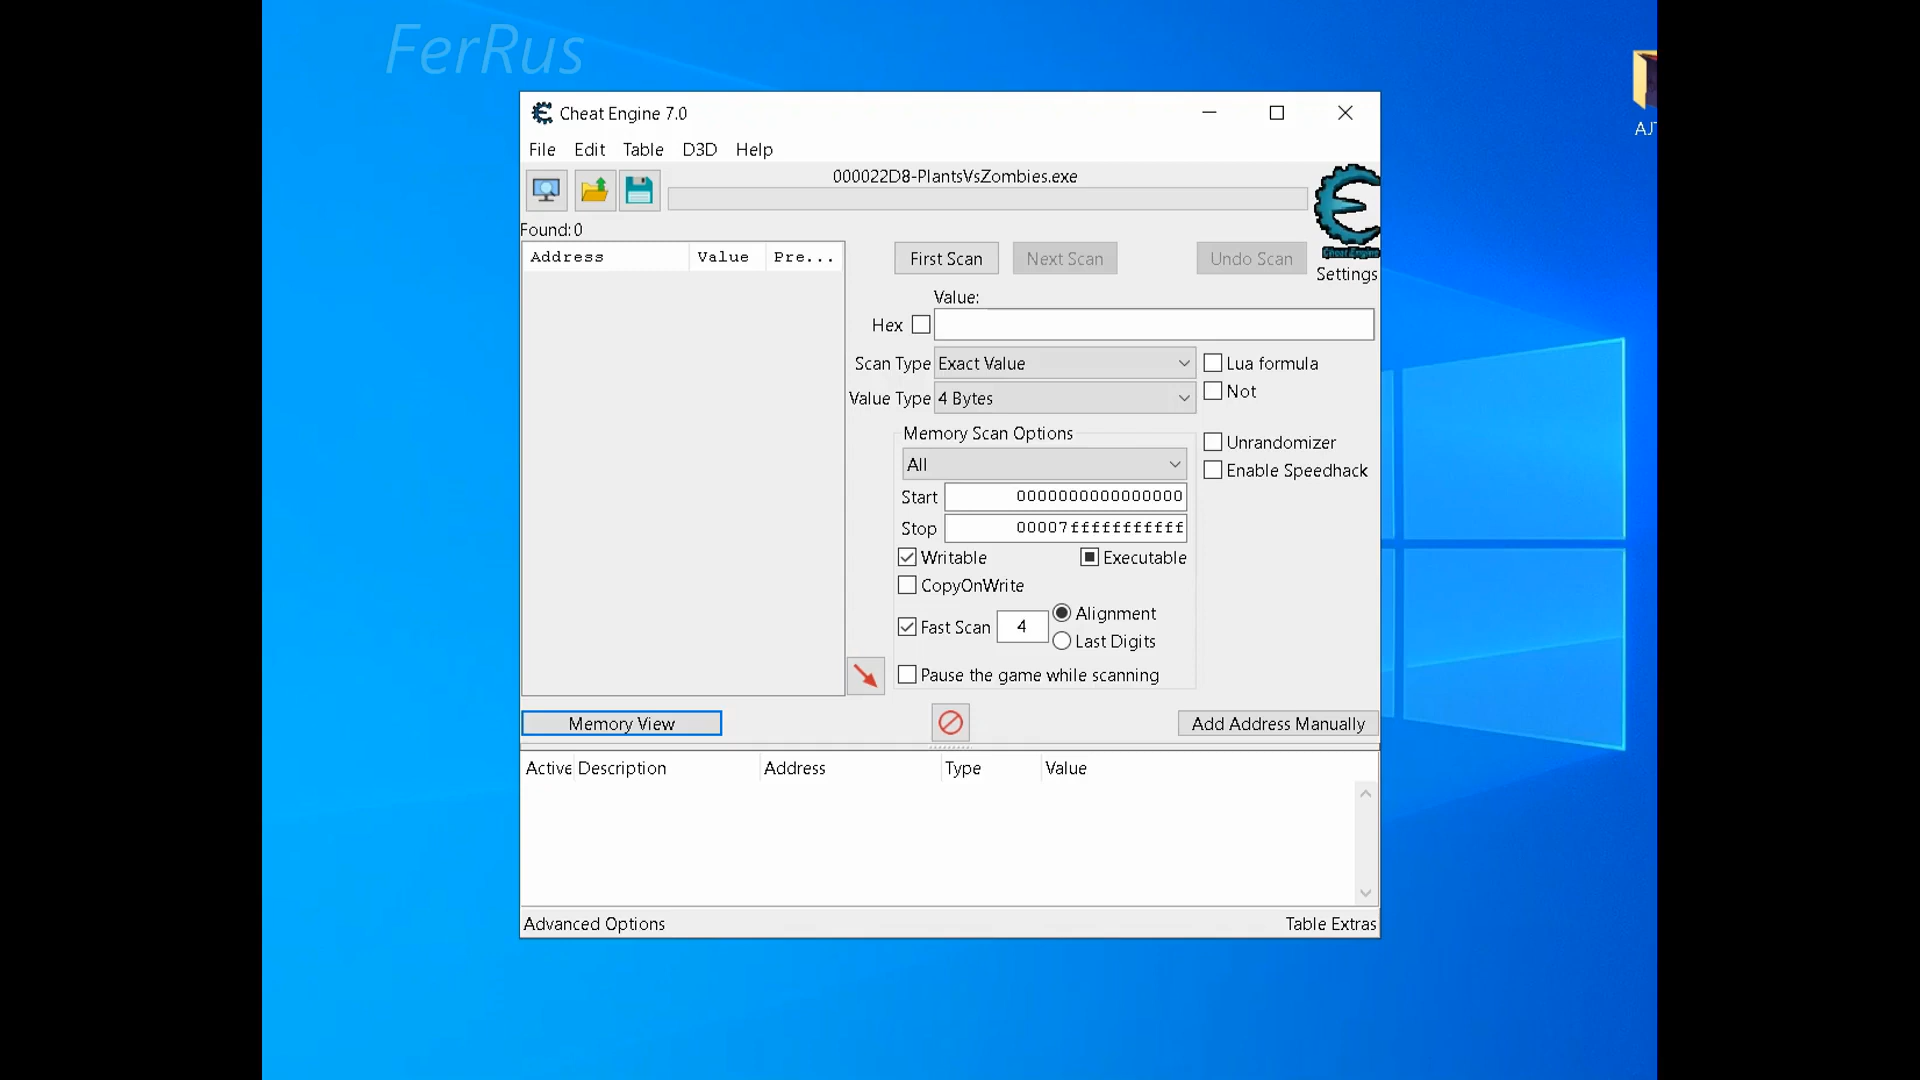 FerRus
AJT
Cheat Engine 7.0
File Edit Table D3D Help
000022D8-PlantsVsZombies.exe
Found: 0
Address Value Pre...
First Scan Next Scan Undo Scan
Cheat Engine
Settings
Value:
Hex
Scan Type Exact Value Lua formula
Value Type 4 Bytes Not
Memory Scan Options
All
Unrandomizer
Enable Speedhack
Start 0000000000000000
Stop 00007fffffffffff
Writable Executable
CopyOnWrite
Fast Scan 4 Alignment
Last Digits
Pause the game while scanning
Memory View Add Address Manually
Active Description Address Type Value
Advanced Options Table Extras